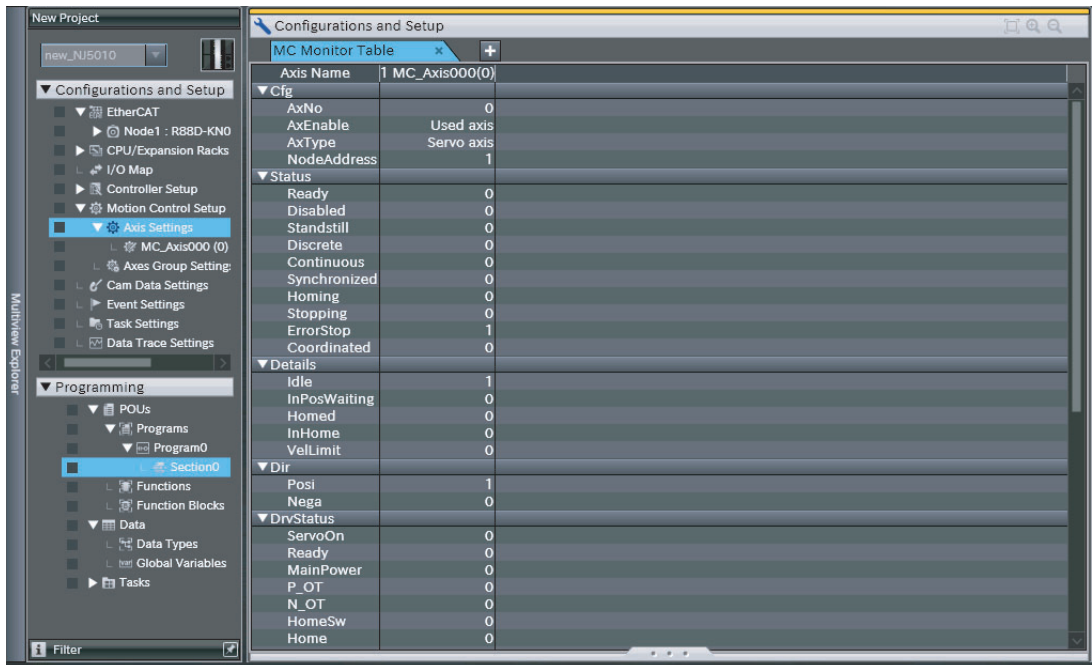 New Project
new_NJ5010
Configurations and Setup
EtherCAT
Node1 : R88D-KN0
CPU/Expansion Racks
I/O Map
Controller Setup
Motion Control Setup
Axis Settings
MC_Axis000 (0)
Axes Group Setting
Cam Data Settings
Event Settings
Task Settings
Data Trace Settings
Programming
POUs
Programs
Program0
Section0
Functions
Function Blocks
Data
Data Types
Global Variables
Tasks
Filter
Multiview Explorer
Configurations and Setup
MC Monitor Table
Axis Name 1 MC_Axis000(0)
Cfg
AxNo 0
AxEnable Used axis
AxType Servo axis
NodeAddress 1
Status
Ready 0
Disabled 0
Standstill 0
Discrete 0
Continuous 0
Synchronized 0
Homing 0
Stopping 0
ErrorStop 1
Coordinated 0
Details
Idle 1
InPosWaiting 0
Homed 0
InHome 0
VelLimit 0
Dir
Posi 1
Nega 0
DrvStatus
ServoOn 0
Ready 0
MainPower 0
P_OT 0
N_OT 0
HomeSw 0
Home 0